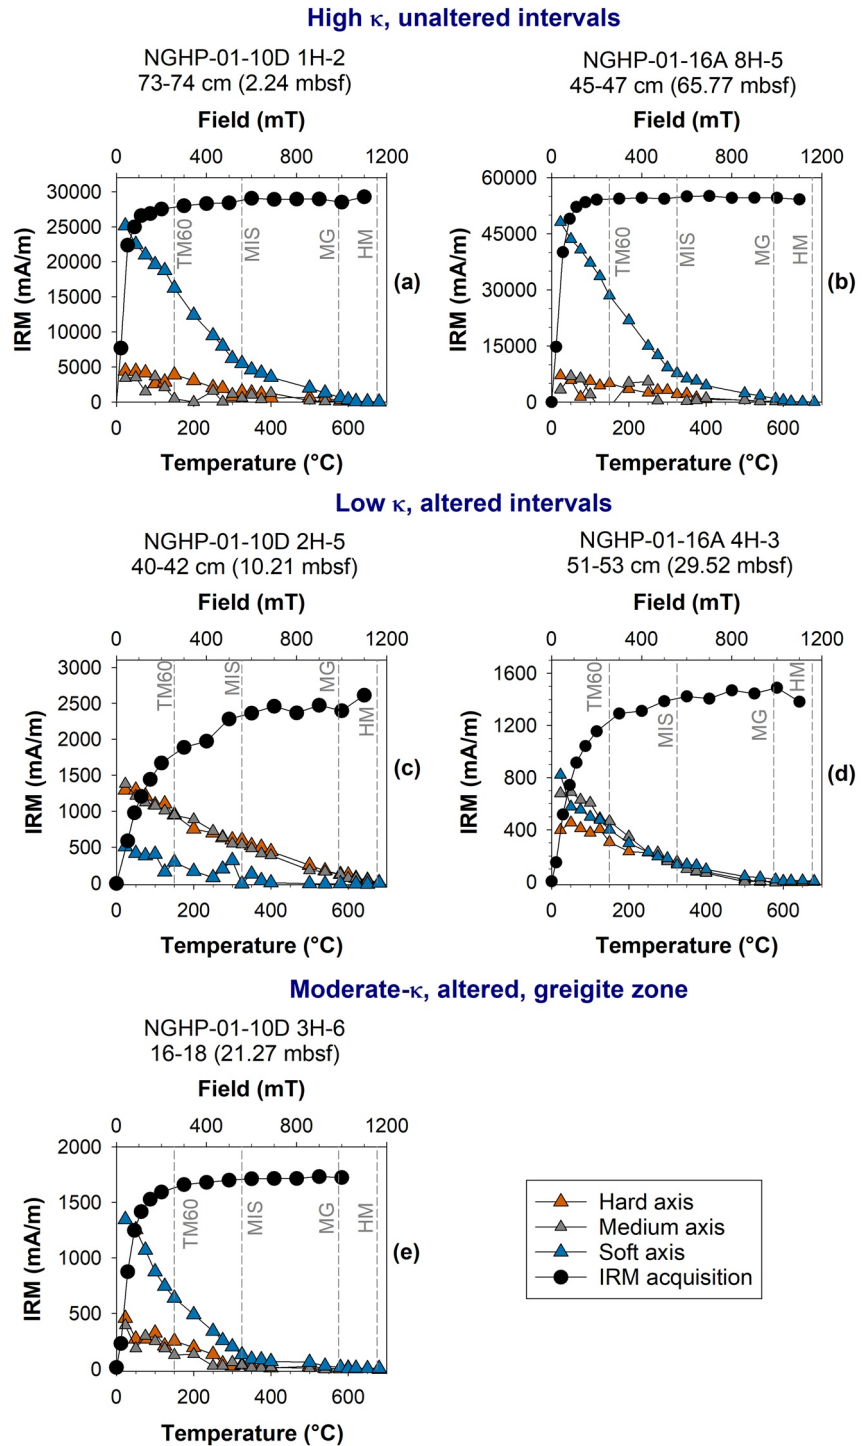 High κ, unaltered intervals
NGHP-01-10D 1H-2
73-74 cm (2.24 mbsf)
Field (mT)
0 400 800 1200
30000
25000
20000
15000
10000
5000
0
IRM (mA/m)
TM60
MIS
MG
HM
(a)
0 200 400 600
Temperature (°C)
NGHP-01-16A 8H-5
45-47 cm (65.77 mbsf)
Field (mT)
0 400 800 1200
60000
45000
30000
15000
0
IRM (mA/m)
TM60
MIS
MG
HM
(b)
0 200 400 600
Temperature (°C)
Low κ, altered intervals
NGHP-01-10D 2H-5
40-42 cm (10.21 mbsf)
Field (mT)
0 400 800 1200
3000
2500
2000
1500
1000
500
0
IRM (mA/m)
TM60
MIS
MG
HM
(c)
0 200 400 600
Temperature (°C)
NGHP-01-16A 4H-3
51-53 cm (29.52 mbsf)
Field (mT)
0 400 800 1200
1600
1200
800
400
0
IRM (mA/m)
TM60
MIS
MG
HM
(d)
0 200 400 600
Temperature (°C)
Moderate-κ, altered, greigite zone
NGHP-01-10D 3H-6
16-18 (21.27 mbsf)
Field (mT)
0 400 800 1200
2000
1500
1000
500
0
IRM (mA/m)
TM60
MIS
MG
HM
(e)
0 200 400 600
Temperature (°C)
Hard axis
Medium axis
Soft axis
IRM acquisition